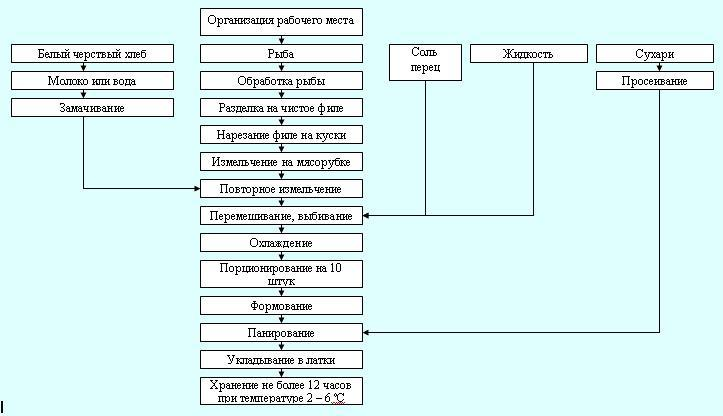 Организация рабочего места
Белый черствый хлеб
Рыба
Соль
перец
Жидкость
Сухари
Молоко или вода
Обработка рыбы
Просеивание
Замачивание
Разделка на чистое филе
Нарезание филе на куски
Измельчение на мясорубке
Повторное измельчение
Перемешивание, выбивание
Охлаждение
Порционирование на 10
штук
Формование
Панирование
Укладывание в латки
Хранение не более 12 часов
при температуре 2 – 6 ºС